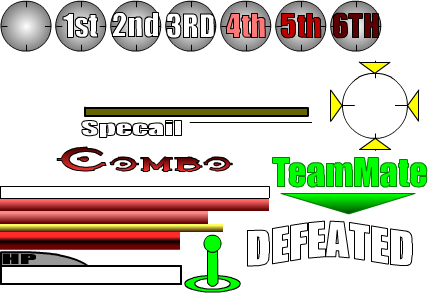 1st 2nd 3RD 4th 5th 6TH
Specail
Combo
TeamMate
DEFEATED
HP